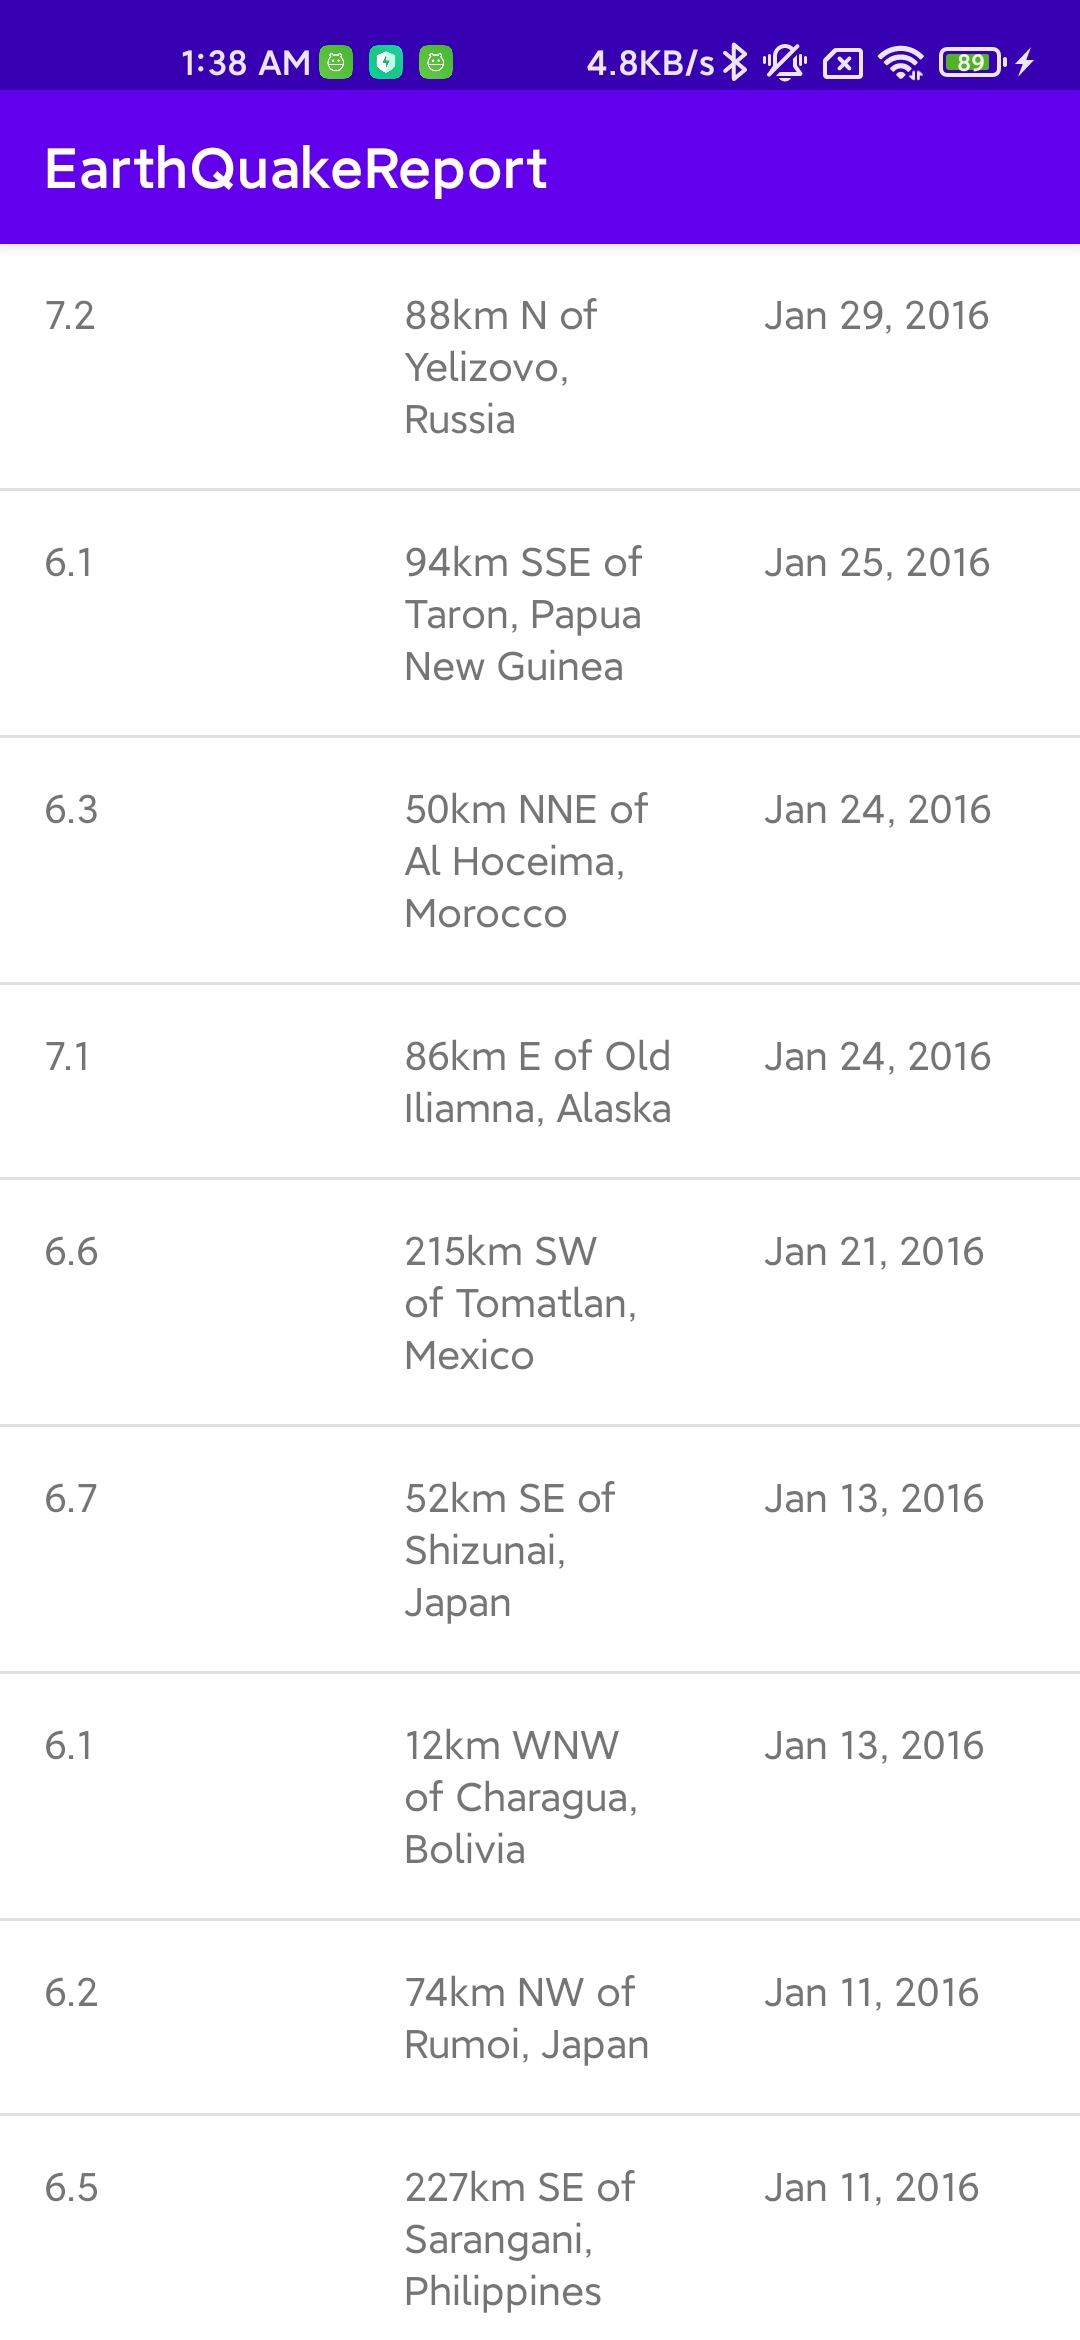 1:38 AM 4.8KB/s 89
EarthQuakeReport
7.2 88km N of Jan 29, 2016
Yelizovo,
Russia
6.1 94km SSE of Jan 25, 2016
Taron, Papua
New Guinea
6.3 50km NNE of Jan 24, 2016
Al Hoceima,
Morocco
7.1 86km E of Old Jan 24, 2016
Iliamna, Alaska
6.6 215km SW Jan 21, 2016
of Tomatlan,
Mexico
6.7 52km SE of Jan 13, 2016
Shizunai,
Japan
6.1 12km WNW Jan 13, 2016
of Charagua,
Bolivia
6.2 74km NW of Jan 11, 2016
Rumoi, Japan
6.5 227km SE of Jan 11, 2016
Sarangani,
Philippines